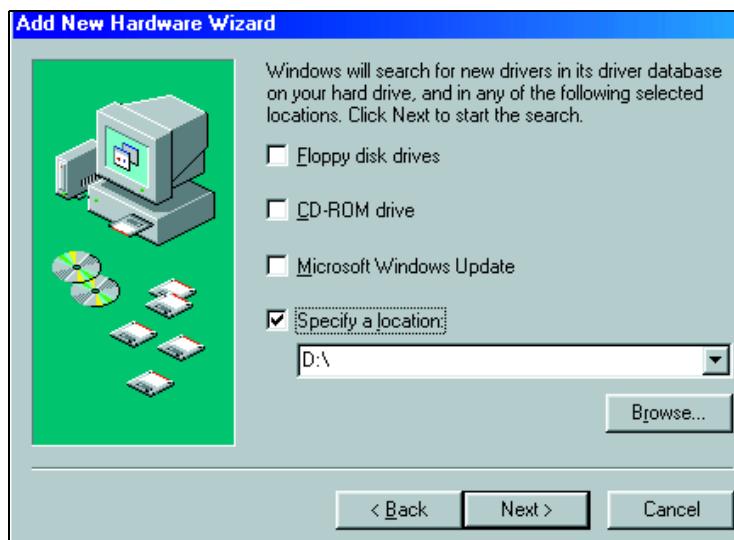 Add New Hardware Wizard
Windows will search for new drivers in its driver database
on your hard drive, and in any of the following selected
locations. Click Next to start the search.
Floppy disk drives
CD-ROM drive
Microsoft Windows Update
Specify a location:
D:\
Browse...
< Back
Next >
Cancel